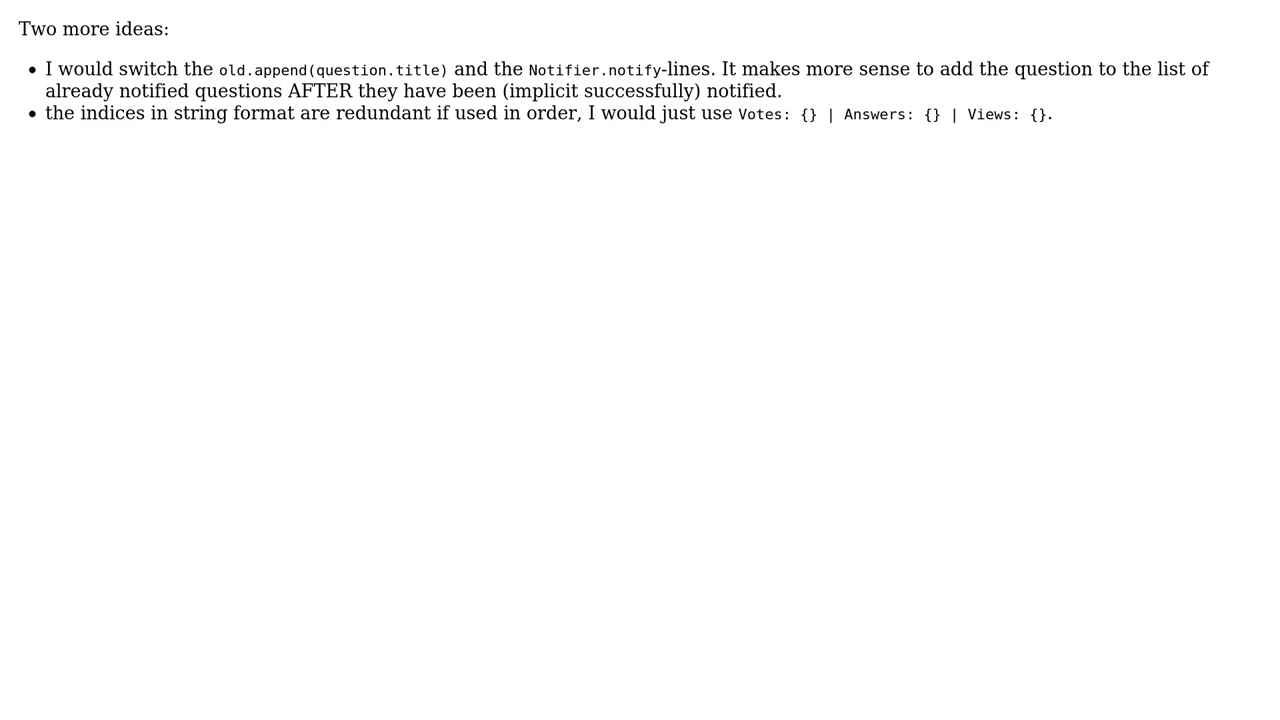 Two more ideas:
• I would switch the old.append(question.title) and the Notifier.notify-lines. It makes more sense to add the question to the list of
already notified questions AFTER they have been (implicit successfully) notified.
• the indices in string format are redundant if used in order, I would just use Votes: {} | Answers: {} | Views: {}.